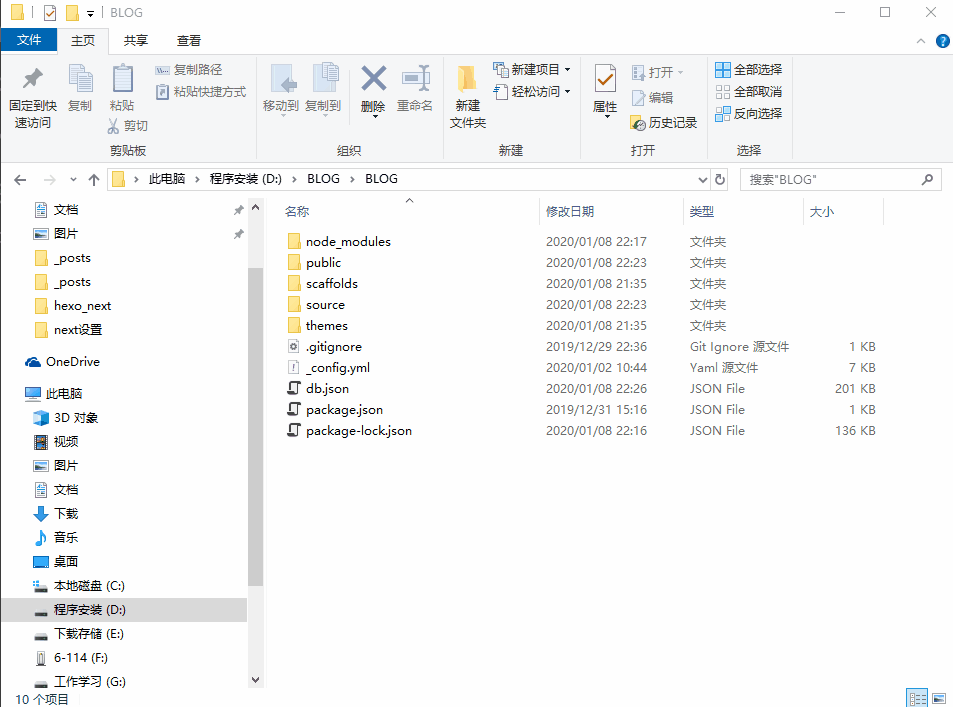 BLOG
文件 主页 共享 查看
固定到快速访问
复制
粘贴
复制路径
粘贴快捷方式
剪切
剪贴板
移动到
复制到
删除
重命名
组织
新建文件夹
新建项目
轻松访问
新建
属性
打开
编辑
历史记录
打开
全部选择
全部取消
反向选择
选择
此电脑 › 程序安装 (D:) › BLOG › BLOG
搜索"BLOG"
文档
图片
_posts
_posts
hexo_next
next设置
OneDrive
此电脑
3D 对象
视频
图片
文档
下载
音乐
桌面
本地磁盘 (C:)
程序安装 (D:)
下载存储 (E:)
6-114 (F:)
工作学习 (G:)
名称 修改日期 类型 大小
node_modules 2020/01/08 22:17 文件夹
public 2020/01/08 22:23 文件夹
scaffolds 2020/01/08 21:35 文件夹
source 2020/01/08 22:23 文件夹
themes 2020/01/08 21:35 文件夹
.gitignore 2019/12/29 22:36 Git Ignore 源文件 1 KB
_config.yml 2020/01/02 10:44 Yaml 源文件 7 KB
db.json 2020/01/08 22:26 JSON File 201 KB
package.json 2019/12/31 15:16 JSON File 1 KB
package-lock.json 2020/01/08 22:16 JSON File 136 KB
10 个项目